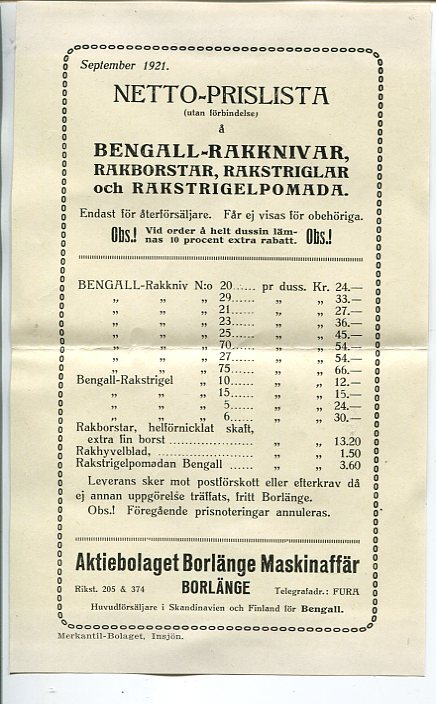 September 1921.
NETTO-PRISLISTA
(utan förbindelse)
å
BENGALL-RAKKNIVAR,
RAKBORSTAR, RAKSTRIGLAR
och RAKSTRIGELPOMADA.
Endast för återförsäljare. Får ej visas för obehöriga.
Obs.! Vid order å helt dussin läm-
nas 10 procent extra rabatt. Obs.!
BENGALL-Rakkniv N:o 20...... pr duss. Kr. 24.—
„ „ „ 29...... „ „ 33.—
„ „ „ 21...... „ „ 27.—
„ „ „ 23...... „ „ 36.—
„ „ „ 25...... „ „ 45.—
„ „ „ 70...... „ „ 54.—
„ „ „ 27...... „ „ 54.—
„ „ „ 75...... „ „ 66.—
Bengall-Rakstrigel „ 10...... „ „ 12.—
„ „ „ 15...... „ „ 15.—
„ „ „ 5...... „ „ 24.—
„ „ „ 6...... „ „ 30.—
Rakborstar, helförnicklat skaft,
extra fin borst ........................ „ „ 13.20
Rakhyvelblad, ........................ „ „ 1.50
Rakstrigelpomadan Bengall ...... „ „ 3.60
Leverans sker mot postförskott eller efterkrav då
ej annan uppgörelse träffats, fritt Borlänge.
Obs.! Föregående prisnoteringar annuleras.
Aktiebolaget Borlänge Maskinaffär
Rikst. 205 & 374 BORLÄNGE Telegrafadr.: FURA
Huvudförsäljare i Skandinavien och Finland för Bengall.
Merkantil-Bolaget, Insjön.